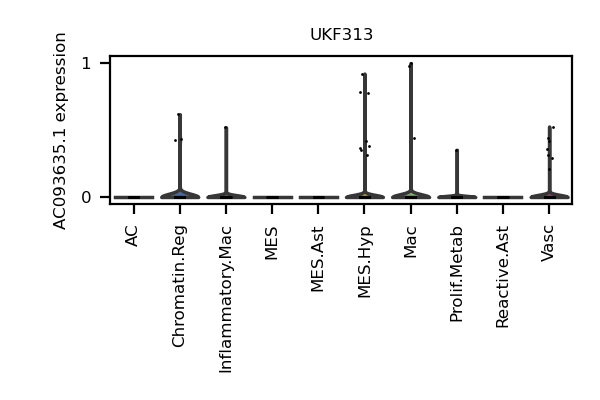 UKF313
AC093635.1 expression
1
0
AC
Chromatin.Reg
Inflammatory.Mac
MES
MES.Ast
MES.Hyp
Mac
Prolif.Metab
Reactive.Ast
Vasc